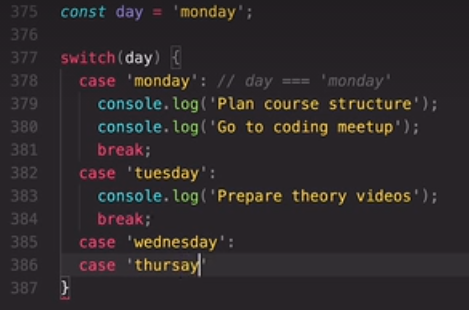 375 const day = 'monday';
376
377 switch(day) {
378 case 'monday': // day === 'monday'
379 console.log('Plan course structure');
380 console.log('Go to coding meetup');
381 break;
382 case 'tuesday':
383 console.log('Prepare theory videos');
384 break;
385 case 'wednesday':
386 case 'thursay'
387 }